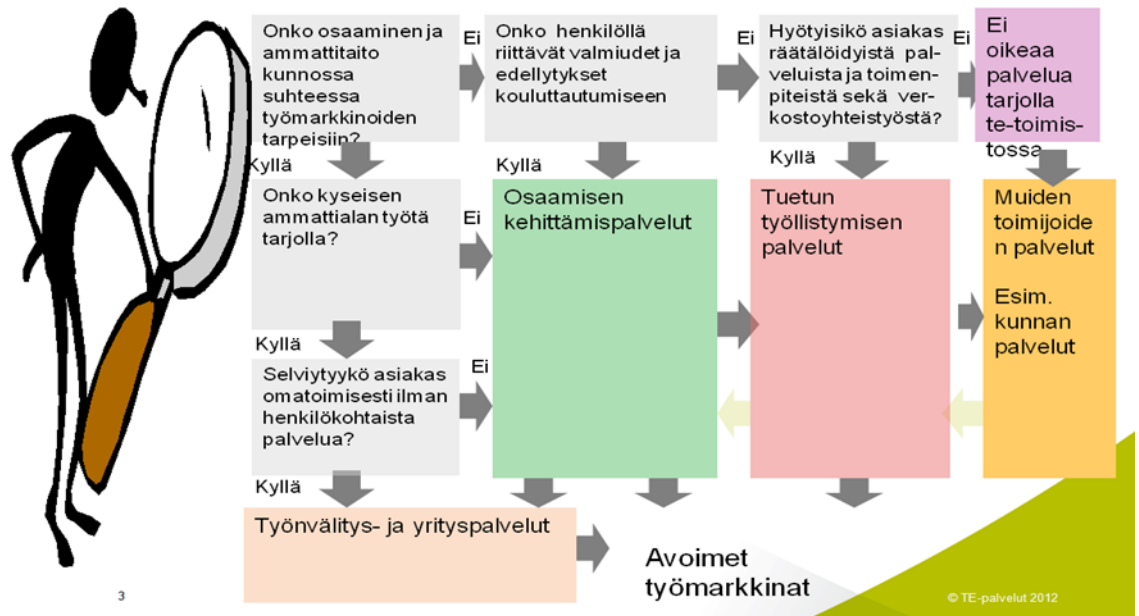 Onko osaaminen ja
ammattitaito
kunnossa
suhteessa
työmarkkinoiden
tarpeisiin?
Ei
Onko henkilöllä
riittävät valmiudet ja
edellytykset
kouluttautumiseen
Ei
Hyötyisikö asiakas
räätälöidyistä pal-
veluista ja toimen-
piteistä sekä ver-
kostoyhteistyöstä?
Ei
Ei
oikeaa
palvelua
tarjolla
te-toimis-
tossa
Kyllä
Kyllä
Kyllä
Onko kyseisen
ammattialan työtä
tarjolla?
Ei
Osaamisen
kehittämispalvelut
Tuetun
työllistymisen
palvelut
Muiden
toimijoide
n palvelut
Esim.
kunnan
palvelut
Kyllä
Selviytyykö asiakas
omatoimisesti ilman
henkilökohtaista
palvelua?
Ei
Kyllä
Työnvälitys- ja yrityspalvelut
Avoimet
työmarkkinat
3
© TE-palvelut 2012